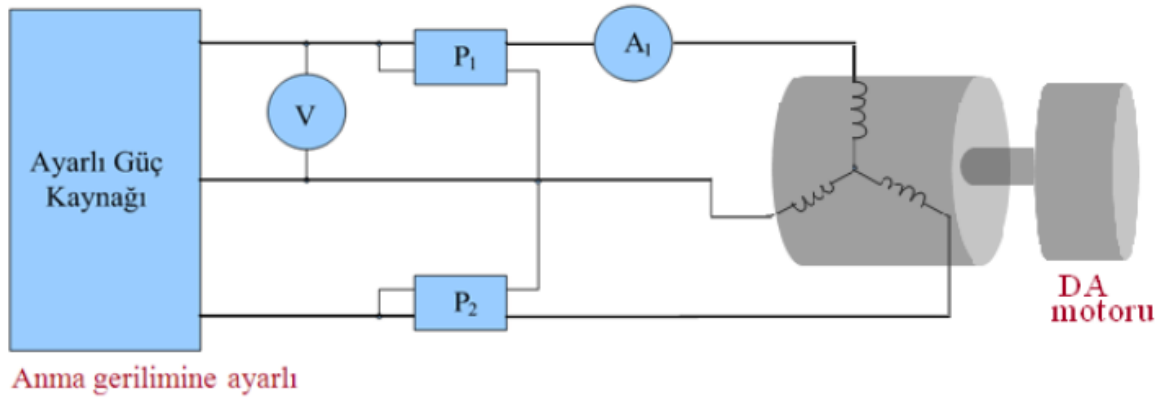 P₁
A₁
V
Ayarlı Güç
Kaynağı
P₂
DA
motoru
Anma gerilimine ayarlı